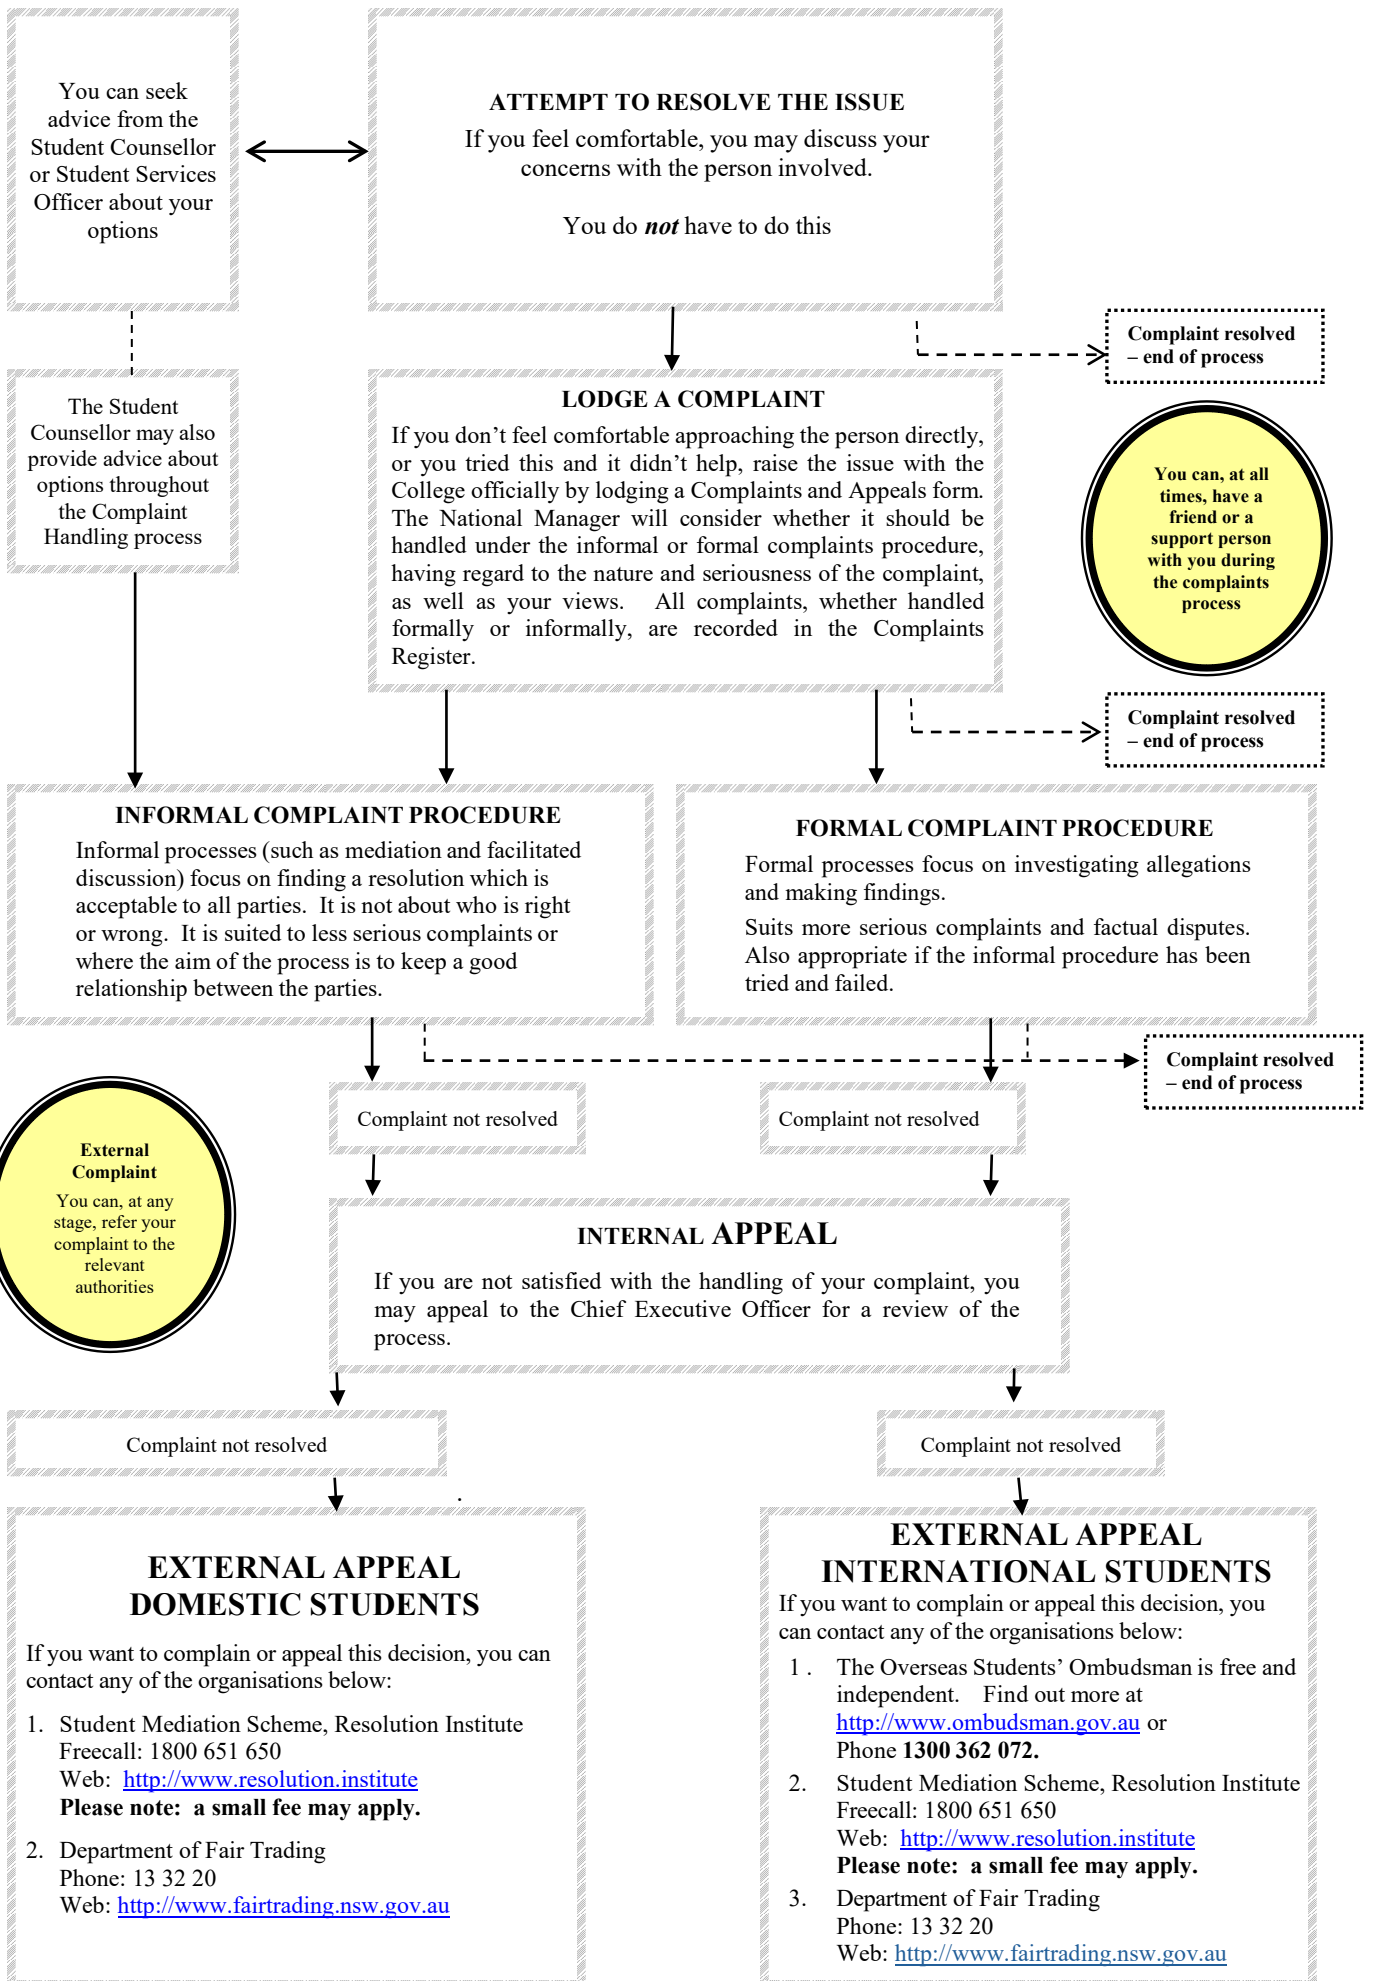 You can seek
advice from the
Student Counsellor
or Student Services
Officer about your
options
ATTEMPT TO RESOLVE THE ISSUE
If you feel comfortable, you may discuss your
concerns with the person involved.
You do not have to do this
Complaint resolved
– end of process
The Student
Counsellor may also
provide advice about
options throughout
the Complaint
Handling process
LODGE A COMPLAINT
If you don’t feel comfortable approaching the person directly,
or you tried this and it didn’t help, raise the issue with the
College officially by lodging a Complaints and Appeals form.
The National Manager will consider whether it should be
handled under the informal or formal complaints procedure,
having regard to the nature and seriousness of the complaint,
as well as your views. All complaints, whether handled
formally or informally, are recorded in the Complaints
Register.
You can, at all
times, have a
friend or a
support person
with you during
the complaints
process
Complaint resolved
– end of process
INFORMAL COMPLAINT PROCEDURE
Informal processes (such as mediation and facilitated
discussion) focus on finding a resolution which is
acceptable to all parties. It is not about who is right
or wrong. It is suited to less serious complaints or
where the aim of the process is to keep a good
relationship between the parties.
FORMAL COMPLAINT PROCEDURE
Formal processes focus on investigating allegations
and making findings.
Suits more serious complaints and factual disputes.
Also appropriate if the informal procedure has been
tried and failed.
Complaint resolved
– end of process
Complaint not resolved
Complaint not resolved
External
Complaint
You can, at any
stage, refer your
complaint to the
relevant
authorities
INTERNAL APPEAL
If you are not satisfied with the handling of your complaint, you
may appeal to the Chief Executive Officer for a review of the
process.
Complaint not resolved
Complaint not resolved
.
EXTERNAL APPEAL
DOMESTIC STUDENTS
If you want to complain or appeal this decision, you can
contact any of the organisations below:
1. Student Mediation Scheme, Resolution Institute
Freecall: 1800 651 650
Web: http://www.resolution.institute
Please note: a small fee may apply.
2. Department of Fair Trading
Phone: 13 32 20
Web: http://www.fairtrading.nsw.gov.au
EXTERNAL APPEAL
INTERNATIONAL STUDENTS
If you want to complain or appeal this decision, you
can contact any of the organisations below:
1 . The Overseas Students’ Ombudsman is free and
independent. Find out more at
http://www.ombudsman.gov.au or
Phone 1300 362 072.
2. Student Mediation Scheme, Resolution Institute
Freecall: 1800 651 650
Web: http://www.resolution.institute
Please note: a small fee may apply.
3. Department of Fair Trading
Phone: 13 32 20
Web: http://www.fairtrading.nsw.gov.au